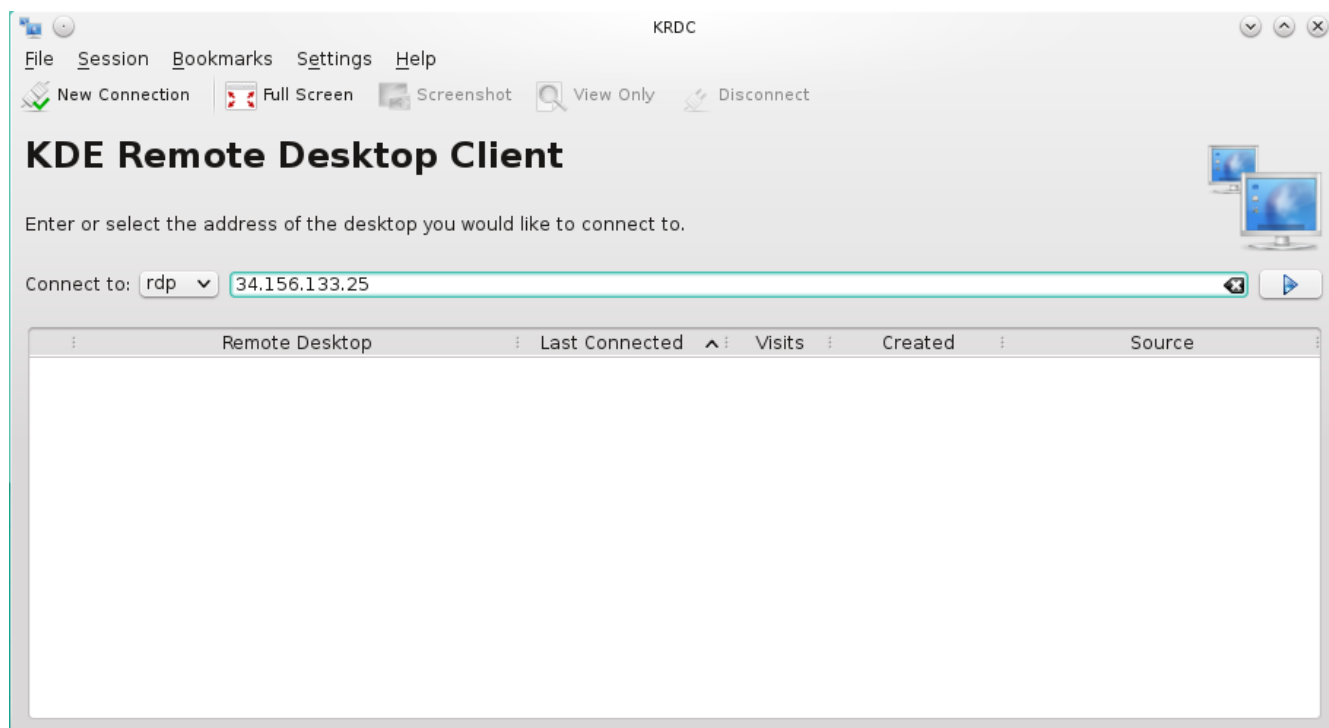 KRDC
File Session Bookmarks Settings Help
New Connection Full Screen Screenshot View Only Disconnect
KDE Remote Desktop Client
Enter or select the address of the desktop you would like to connect to.
Connect to: rdp 34.156.133.25
Remote Desktop Last Connected Visits Created Source